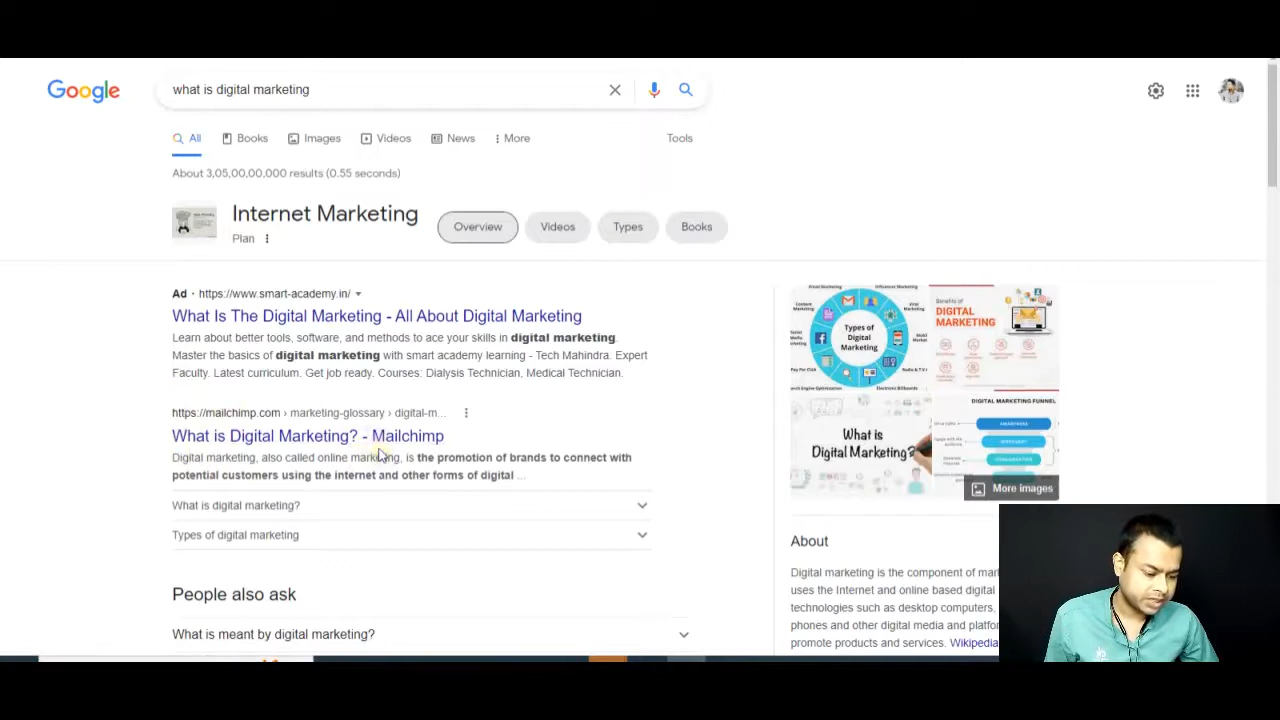 Google
what is digital marketing
All
Books
Images
Videos
News
More
Tools
About 3,05,00,00,000 results (0.55 seconds)
Internet Marketing
Plan
Overview
Videos
Types
Books
Ad · https://www.smart-academy.in/
What Is The Digital Marketing - All About Digital Marketing
Learn about better tools, software, and methods to ace your skills in digital marketing.
Master the basics of digital marketing with smart academy learning - Tech Mahindra. Expert
Faculty. Latest curriculum. Get job ready. Courses: Dialysis Technician, Medical Technician.
https://mailchimp.com › marketing-glossary › digital-m...
What is Digital Marketing? - Mailchimp
Digital marketing, also called online marketing, is the promotion of brands to connect with
potential customers using the internet and other forms of digital ...
What is digital marketing?
Types of digital marketing
People also ask
What is meant by digital marketing?
Types of
Digital
Marketing
Benefits of
DIGITAL
MARKETING
What is
Digital Marketing?
DIGITAL MARKETING FUNNEL
AWARENESS
More images
About
Digital marketing is the component of mar
uses the Internet and online based digital
technologies such as desktop computers,
phones and other digital media and platfor
promote products and services. Wikipedia